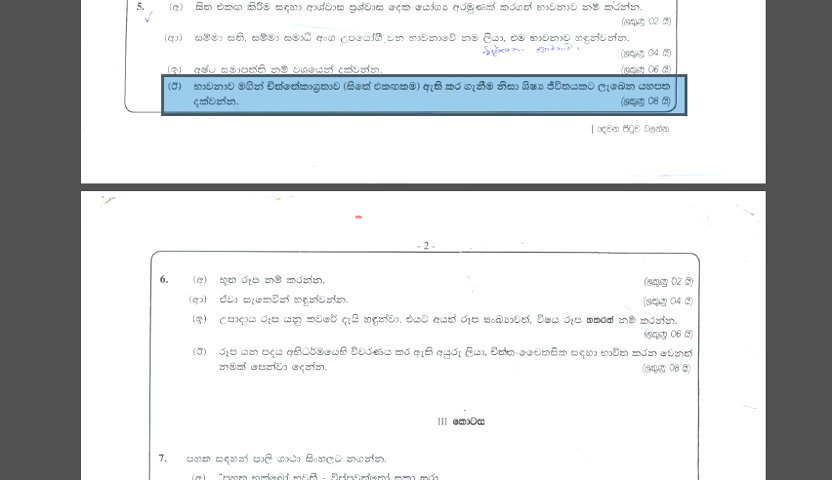 5. (අ) සිත එකඟ කිරීම සඳහා ආශ්වාස ප්‍රශ්වාස දෙක යෝග්‍ය අරමුණක් කරගත් භාවනාව නම් කරන්න.
(ලකුණු 02 යි)
(ආ) සම්මා සති, සම්මා සමාධි අංග උපයෝගී වන භාවනාවේ නම ලියා, එම භාවනාව හඳුන්වන්න.
(ලකුණු 04 යි)
(ඉ) අෂ්ට සමාපත්ති නම් වශයෙන් දක්වන්න. (ලකුණු 06 යි)
(ඊ) භාවනාව මගින් චිත්තේකාග්‍රතාව (සිතේ එකඟකම) ඇති කර ගැනීම නිසා ශිෂ්‍ය ජීවිතයකට ලැබෙන යහපත
දක්වන්න. (ලකුණු 08 යි)
| දෙවන පිටුව බලන්න.
- 2 -
6. (අ) භූත රූප නම් කරන්න. (ලකුණු 02 යි)
(ආ) ඒවා සැකෙවින් හඳුන්වන්න. (ලකුණු 04 යි)
(ඉ) උපාදාය රූප යනු කවරේ දැයි හඳුන්වා, එයට අයත් රූප සංඛ්‍යාවත්, විෂය රූප හතරත් නම් කරන්න.
(ලකුණු 06 යි)
(ඊ) රූප යන පදය අභිධර්මයෙහි විවරණය කර ඇති අයුරු ලියා, චිත්ත-චෛතසික සඳහා භාවිත කරන වෙනත්
නමක් පෙන්වා දෙන්න. (ලකුණු 08 යි)
III කොටස
7. පහත සඳහන් පාලි ගාථා සිංහලට නගන්න.
(අ)